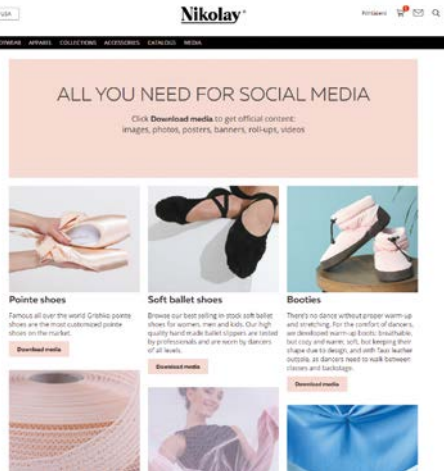 USA
Nikolay®
FOOTWEAR APPAREL COLLECTIONS ACCESSORIES CATALOGS MEDIA
ALL YOU NEED FOR SOCIAL MEDIA
Click Download media to get official content:
images, photos, posters, banners, roll-ups, videos
Pointe shoes
Famous all over the world Grishko pointe
shoes are the most customized pointe
shoes on the market.
Download media
Soft ballet shoes
Browse our best selling in-stock soft ballet
shoes for women, men and kids. Our high
quality hand made ballet slippers are tested
by professionals and are worn by dancers
of all levels.
Download media
Booties
There's no dance without proper warm-up
and stretching. For the comfort of dancers,
we developed warm-up boots: breathable,
but cozy and warm; soft, but keeping their
shape due to design, and with faux leather
outsole, as dancers need to walk between
classes and backstage.
Download media